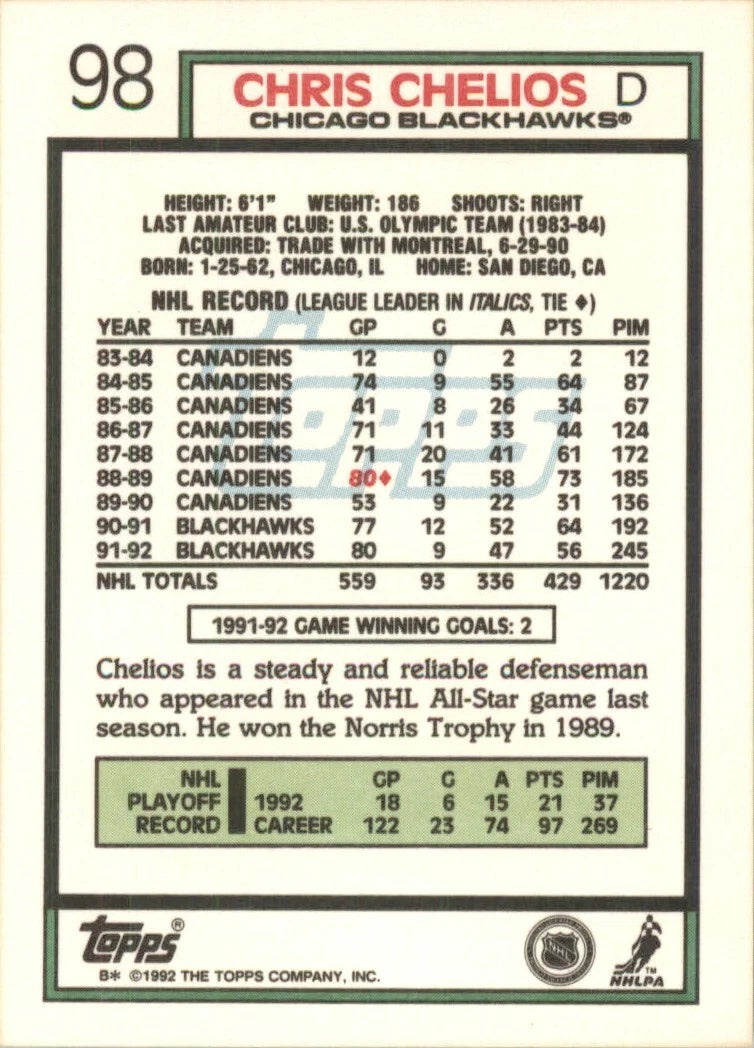 98
CHRIS CHELIOS D
CHICAGO BLACKHAWKS®
HEIGHT: 6'1" WEIGHT: 186 SHOOTS: RIGHT
LAST AMATEUR CLUB: U.S. OLYMPIC TEAM (1983-84)
ACQUIRED: TRADE WITH MONTREAL, 6-29-90
BORN: 1-25-62, CHICAGO, IL HOME: SAN DIEGO, CA
NHL RECORD (LEAGUE LEADER IN ITALICS, TIE ♦)
YEAR TEAM GP G A PTS PIM
83-84 CANADIENS 12 0 2 2 12
84-85 CANADIENS 74 9 55 64 87
85-86 CANADIENS 41 8 26 34 67
86-87 CANADIENS 71 11 33 44 124
87-88 CANADIENS 71 20 41 61 172
88-89 CANADIENS 80♦ 15 58 73 185
89-90 CANADIENS 53 9 22 31 136
90-91 BLACKHAWKS 77 12 52 64 192
91-92 BLACKHAWKS 80 9 47 56 245
NHL TOTALS 559 93 336 429 1220
TOPPS
1991-92 GAME WINNING GOALS: 2
Chelios is a steady and reliable defenseman
who appeared in the NHL All-Star game last
season. He won the Norris Trophy in 1989.
NHL GP G A PTS PIM
PLAYOFF 1992 18 6 15 21 37
RECORD CAREER 122 23 74 97 269
TOPPS®
B* ©1992 THE TOPPS COMPANY, INC.
NHL
™
NHLPA